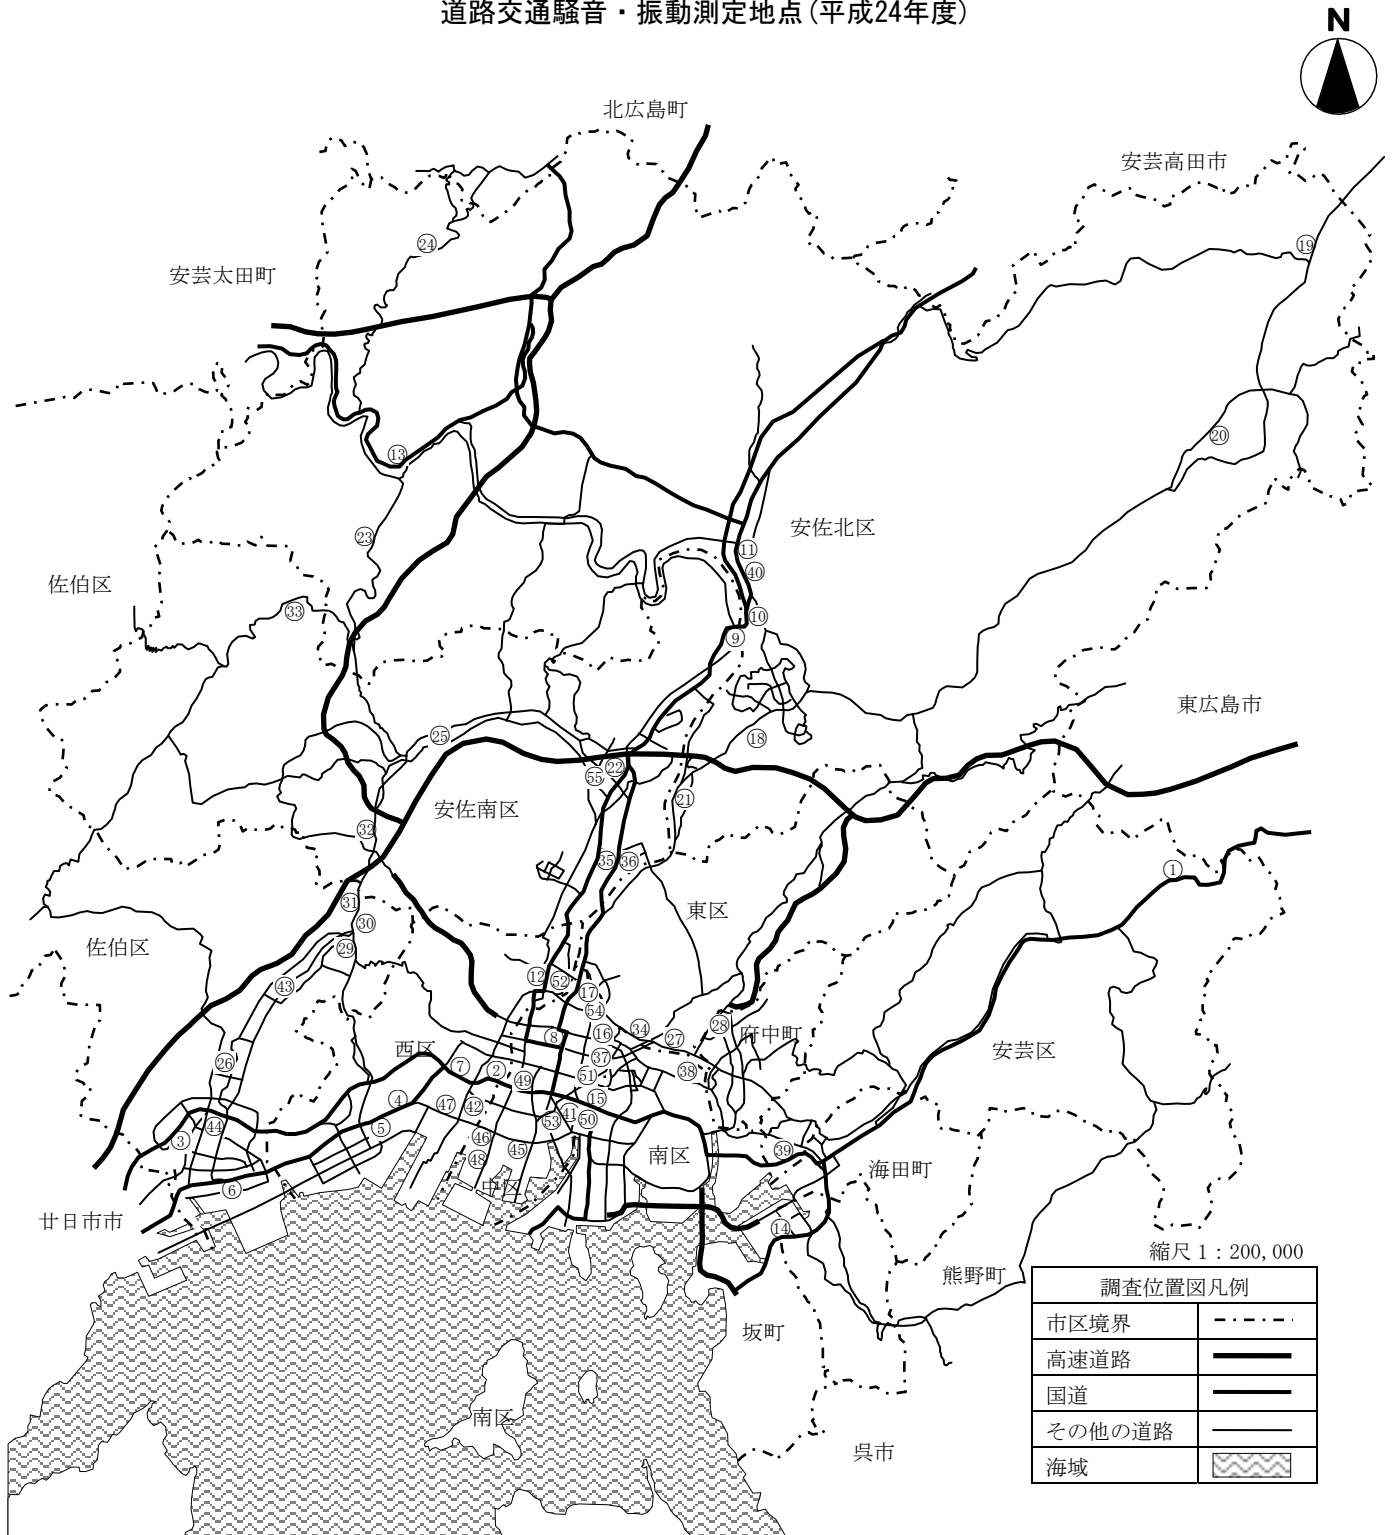 道路交通騒音・振動測定地点(平成24年度)
N
北広島町
安芸高田市
㉔
⑲
安芸太田町
⑳
⑬
安佐北区
㉓
⑪
㊵
佐伯区
㉝
⑩
⑨
東広島市
㉕
⑱
㉒
55
㉑
安佐南区
㉜
㉟
㊱
①
㉛
東区
㉚
佐伯区
㉙
⑫
52
㊸
⑰
54
㉞
㉘
⑧
⑯
㉗
府中町
西区
㊲
安芸区
㉖
⑦
②
㊾
51
㊳
④
㊼
㊷
⑮
㊹
⑤
53
㊶
㊿
③
㊻
㊺
㊴
南区
㊽
海田町
⑥
中区
廿日市市
⑭
縮尺 1：200,000
熊野町
調査位置図凡例
坂町
市区境界
高速道路
国道
南区
その他の道路
呉市
海域